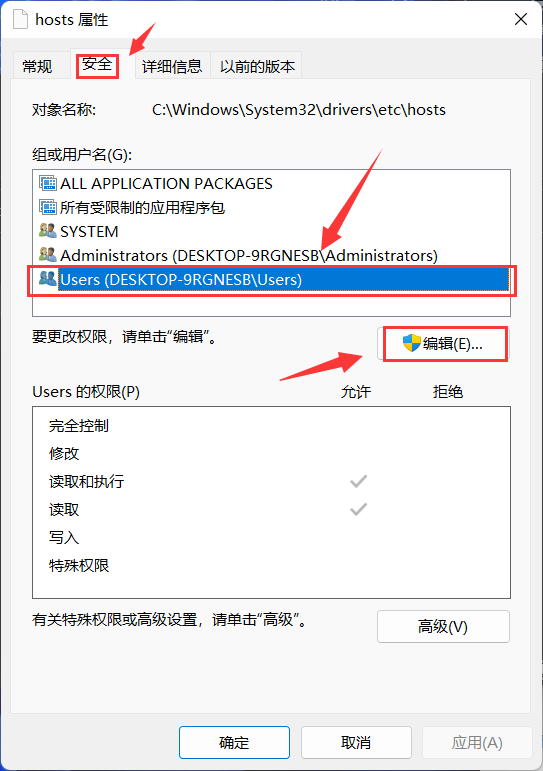 hosts 属性
常规 安全 详细信息 以前的版本
对象名称: C:\Windows\System32\drivers\etc\hosts
组或用户名(G):
ALL APPLICATION PACKAGES
所有受限制的应用程序包
SYSTEM
Administrators (DESKTOP-9RGNESB\Administrators)
Users (DESKTOP-9RGNESB\Users)
要更改权限，请单击“编辑”。
编辑(E)...
Users 的权限(P) 允许 拒绝
完全控制
修改
读取和执行
读取
写入
特殊权限
有关特殊权限或高级设置，请单击“高级”。
高级(V)
确定 取消 应用(A)